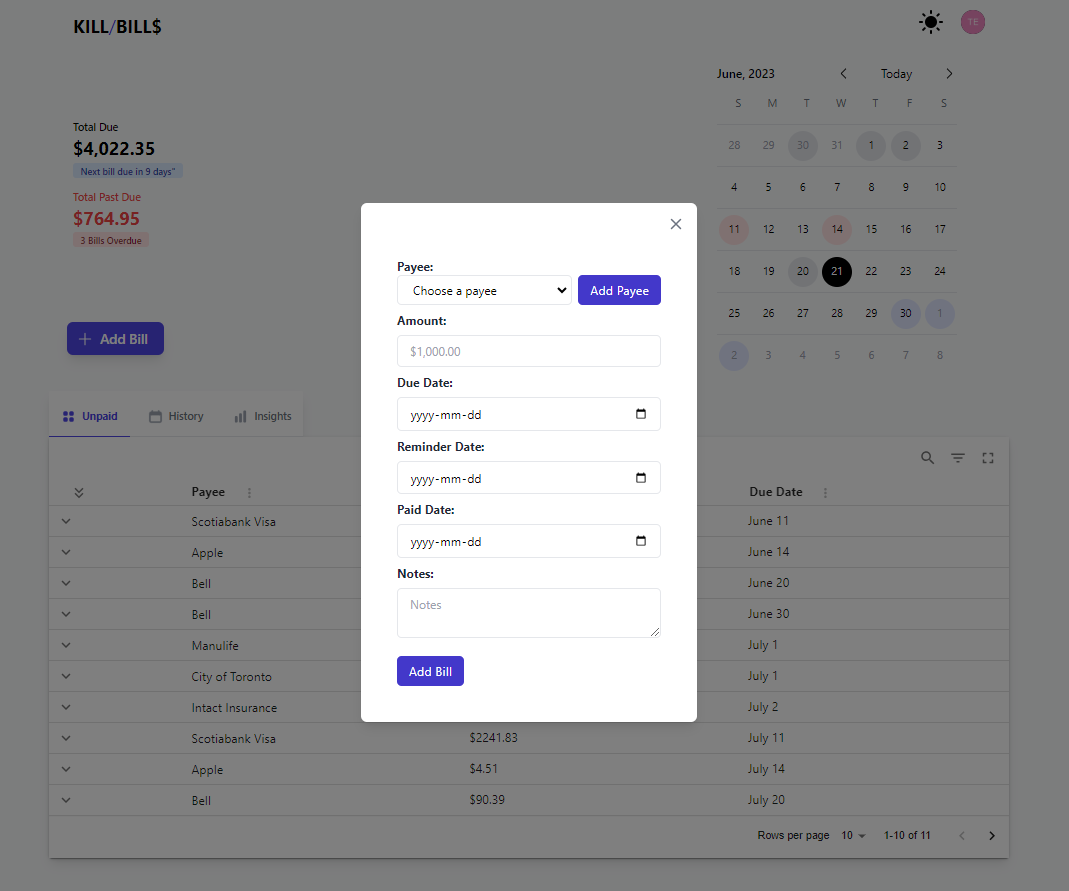 KILL/BILL$
TE
June, 2023
Today
S M T W T F S
28 29 30 31 1 2 3
4 5 6 7 8 9 10
11 12 13 14 15 16 17
18 19 20 21 22 23 24
25 26 27 28 29 30 1
2 3 4 5 6 7 8
Total Due
$4,022.35
Next bill due in 9 days"
Total Past Due
$764.95
3 Bills Overdue
Add Bill
Unpaid History Insights
Payee Due Date
Scotiabank Visa June 11
Apple June 14
Bell June 20
Bell June 30
Manulife July 1
City of Toronto July 1
Intact Insurance July 2
Scotiabank Visa $2241.83 July 11
Apple $4.51 July 14
Bell $90.39 July 20
Rows per page 10 1-10 of 11
Payee:
Choose a payee Add Payee
Amount:
$1,000.00
Due Date:
yyyy-mm-dd
Reminder Date:
yyyy-mm-dd
Paid Date:
yyyy-mm-dd
Notes:
Notes
Add Bill